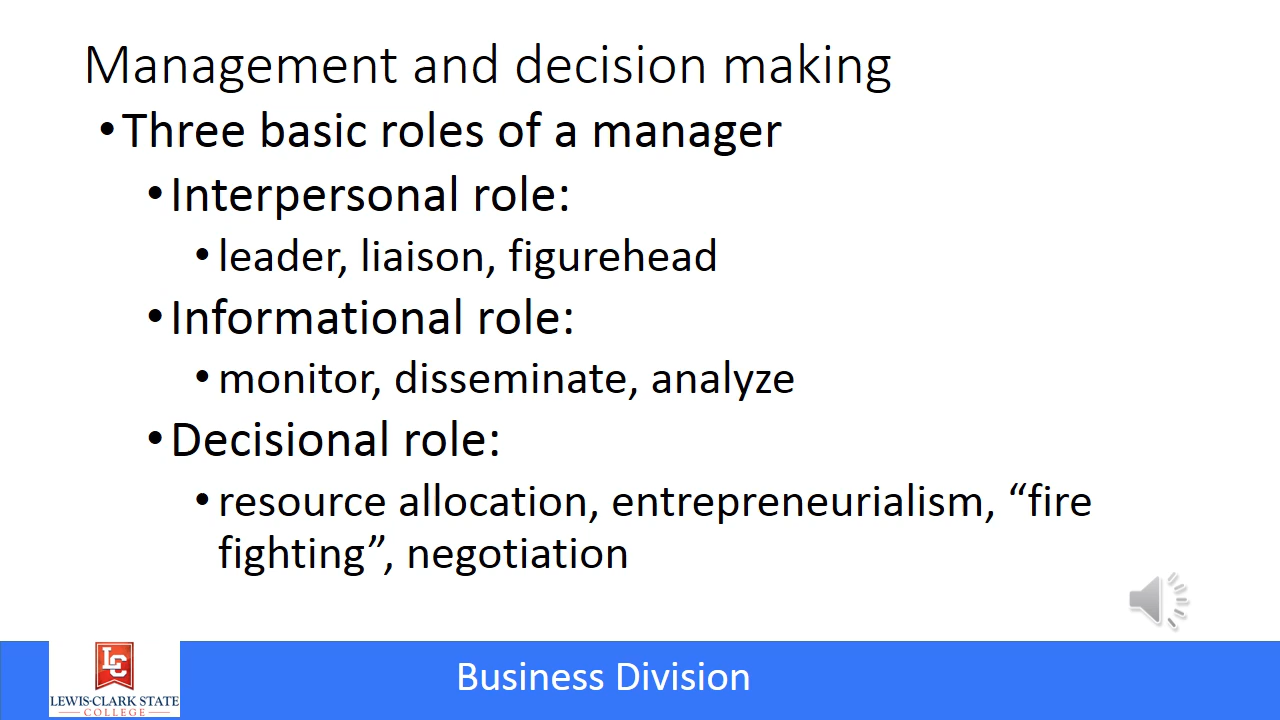 Management and decision making
•Three basic roles of a manager
•Interpersonal role:
•leader, liaison, figurehead
•Informational role:
•monitor, disseminate, analyze
•Decisional role:
•resource allocation, entrepreneurialism, “fire
fighting”, negotiation
LC
LEWIS-CLARK STATE
COLLEGE
Business Division